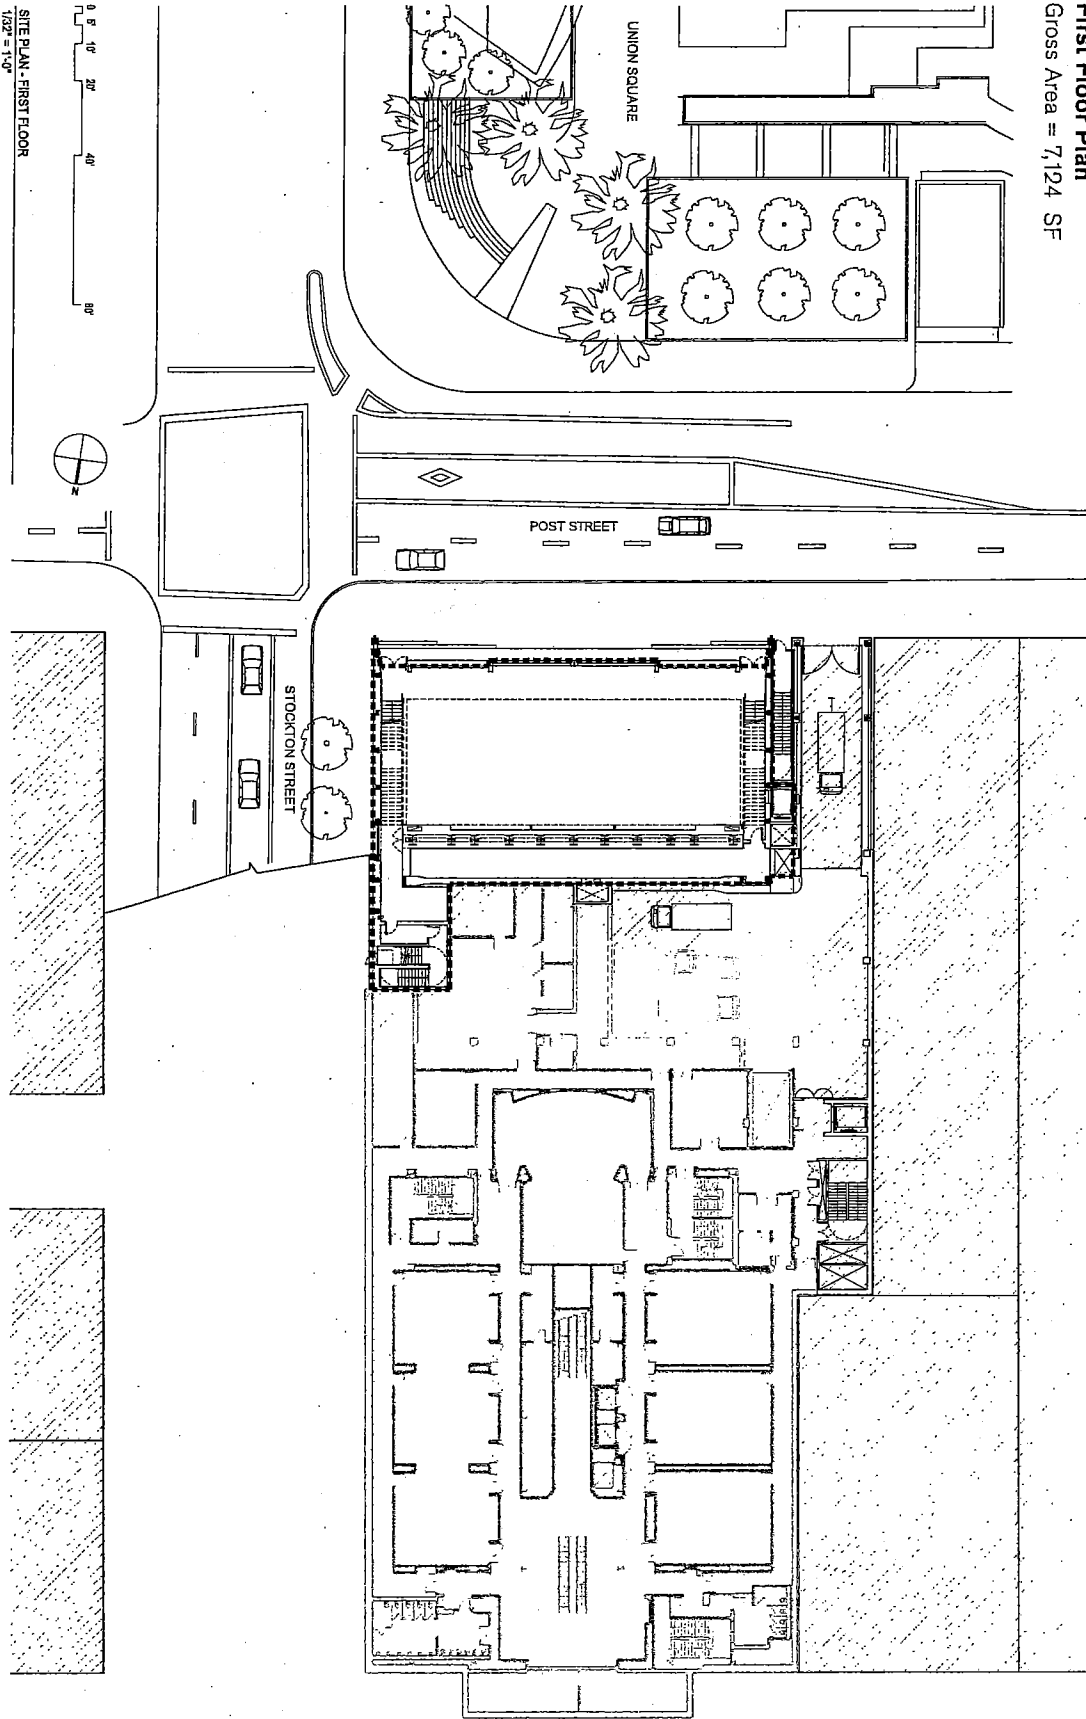 First Floor Plan
Gross Area = 7,124 SF
UNION SQUARE
POST STREET
STOCKTON STREET
N
0 5' 10' 20' 40' 80'
SITE PLAN - FIRST FLOOR
1/32" = 1'-0"